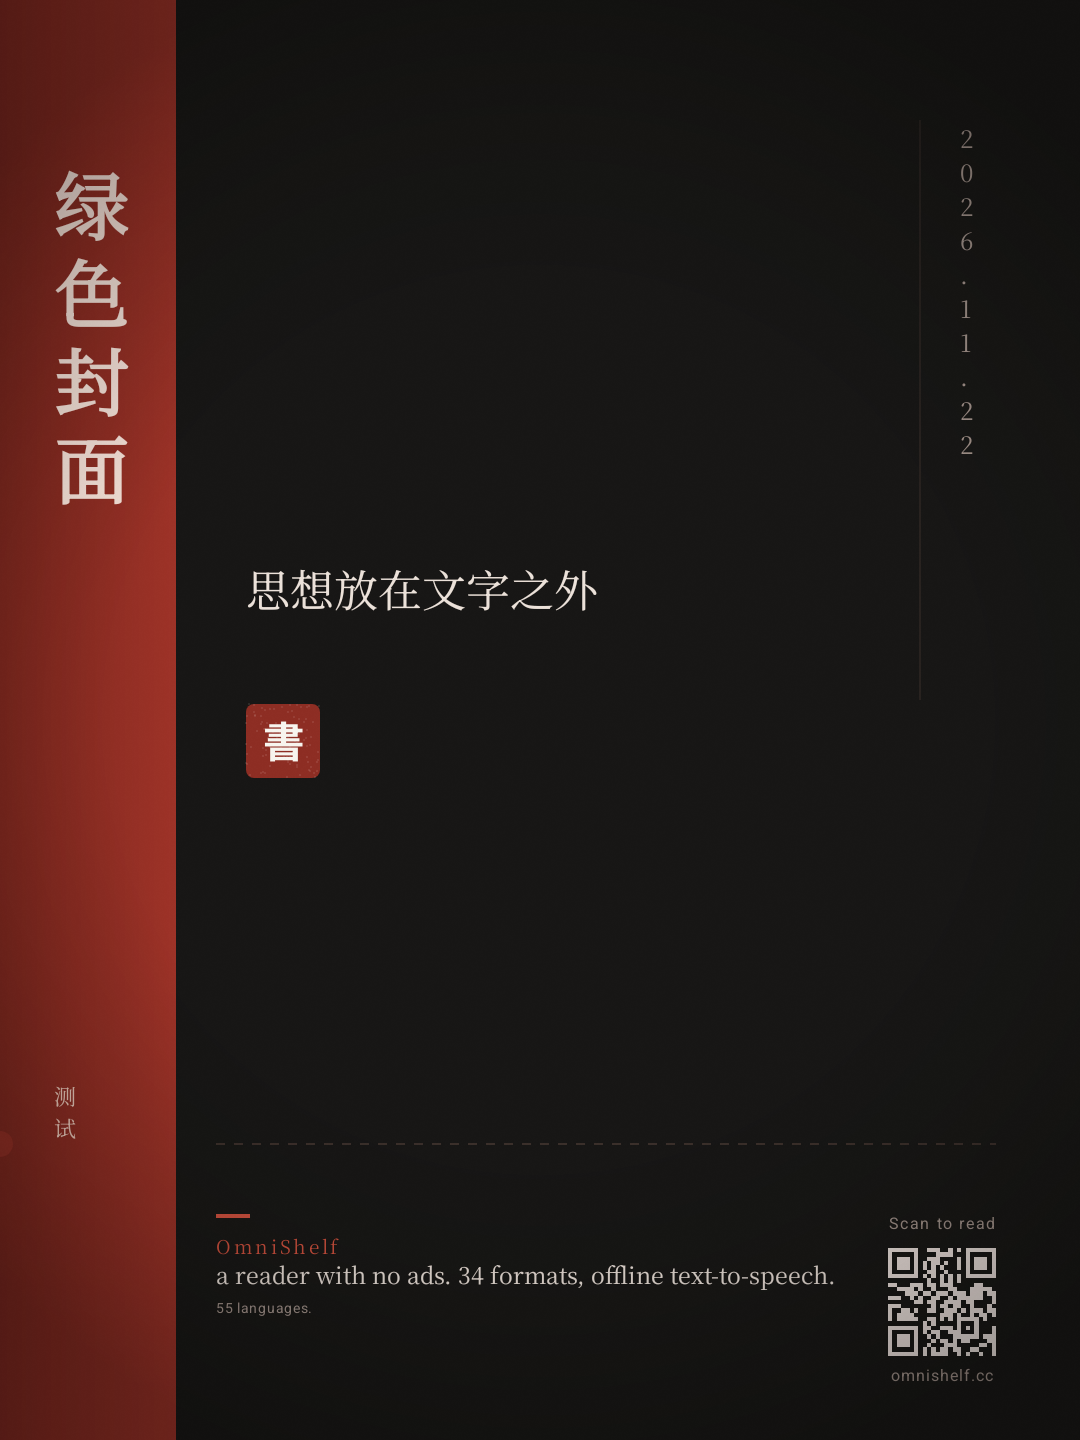 绿色封面
测试
2026.11.22
思想放在文字之外
書
OmniShelf
a reader with no ads. 34 formats, offline text-to-speech.
55 languages.
Scan to read
omnishelf.cc